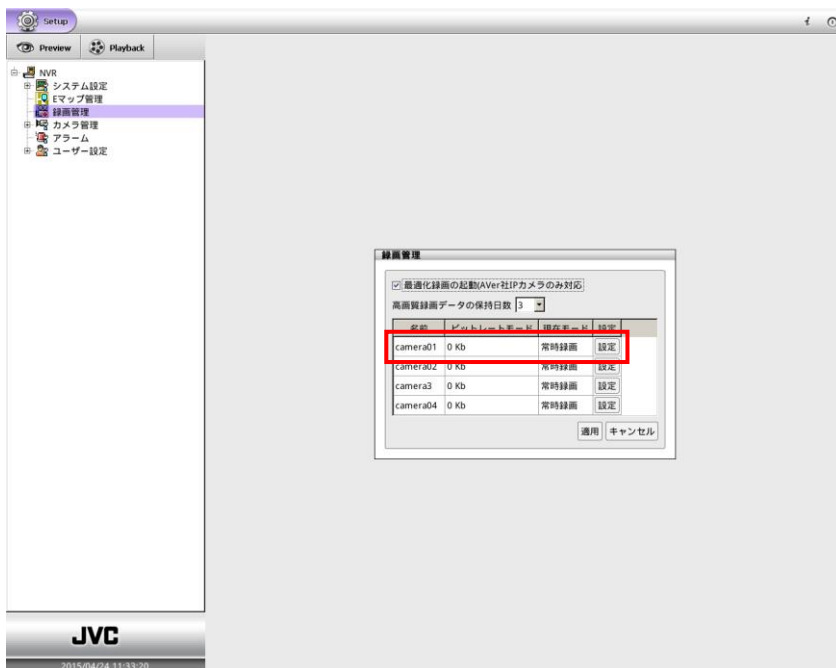 Setup
Preview Playback
NVR
システム設定
Eマップ管理
録画管理
カメラ管理
アラーム
ユーザー設定
録画管理
最適化録画の起動(AVer社IPカメラのみ対応
高画質録画データの保持日数 3
名前 ビットレートモード 現在モード 設定
camera01 0 Kb 常時録画 設定
camera02 0 Kb 常時録画 設定
camera3 0 Kb 常時録画 設定
camera04 0 Kb 常時録画 設定
適用 キャンセル
JVC
2015/04/24 11:33:20